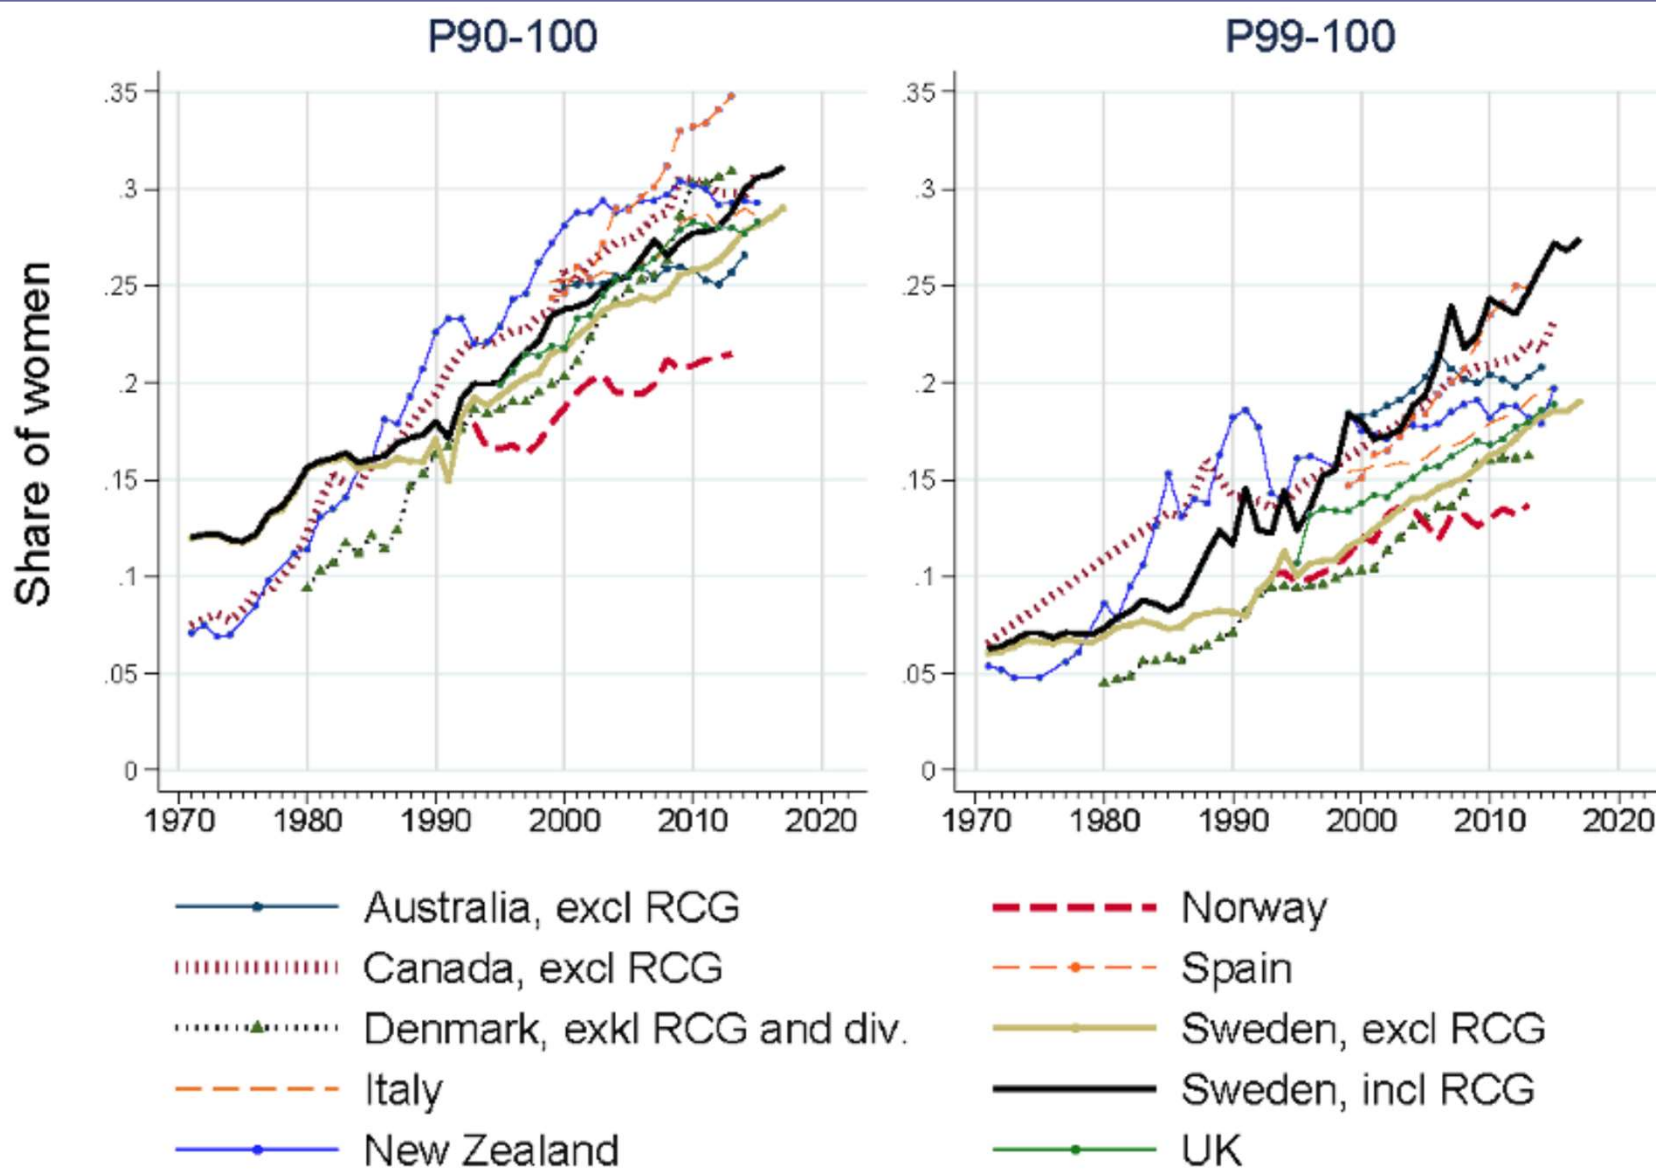 P90-100
P99-100
Share of women
.35
.3
.25
.2
.15
.1
.05
0
1970 1980 1990 2000 2010 2020
.35
.3
.25
.2
.15
.1
.05
0
1970 1980 1990 2000 2010 2020
Australia, excl RCG
Canada, excl RCG
Denmark, exkl RCG and div.
Italy
New Zealand
Norway
Spain
Sweden, excl RCG
Sweden, incl RCG
UK